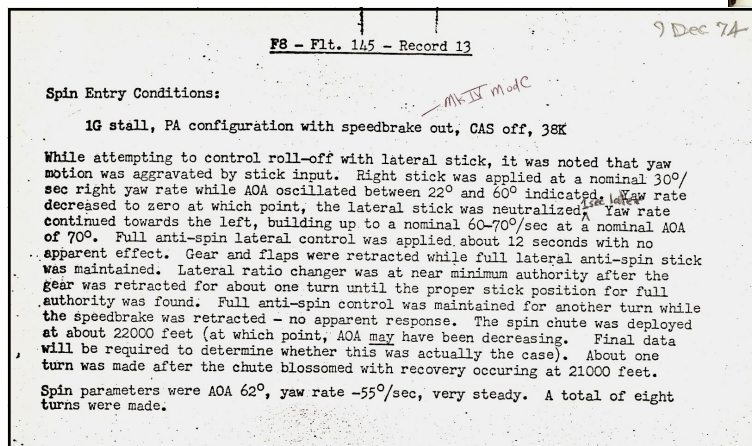 9 Dec 74
F8 - Flt. 145 - Record 13
Spin Entry Conditions:
Mk IV Mod C
1G stall, PA configuration with speedbrake out, CAS off, 38K
While attempting to control roll-off with lateral stick, it was noted that yaw
motion was aggravated by stick input. Right stick was applied at a nominal 30°/
sec right yaw rate while AOA oscillated between 22° and 60° indicated. Yaw rate
decreased to zero at which point, the lateral stick was neutralized. 1 sec later Yaw rate
continued towards the left, building up to a nominal 60-70°/sec at a nominal AOA
of 70°. Full anti-spin lateral control was applied about 12 seconds with no
apparent effect. Gear and flaps were retracted while full lateral anti-spin stick
was maintained. Lateral ratio changer was at near minimum authority after the
gear was retracted for about one turn until the proper stick position for full
authority was found. Full anti-spin control was maintained for another turn while
the speedbrake was retracted - no apparent response. The spin chute was deployed
at about 22000 feet (at which point, AOA may have been decreasing. Final data
will be required to determine whether this was actually the case). About one
turn was made after the chute blossomed with recovery occuring at 21000 feet.
Spin parameters were AOA 62°, yaw rate -55°/sec, very steady. A total of eight
turns were made.